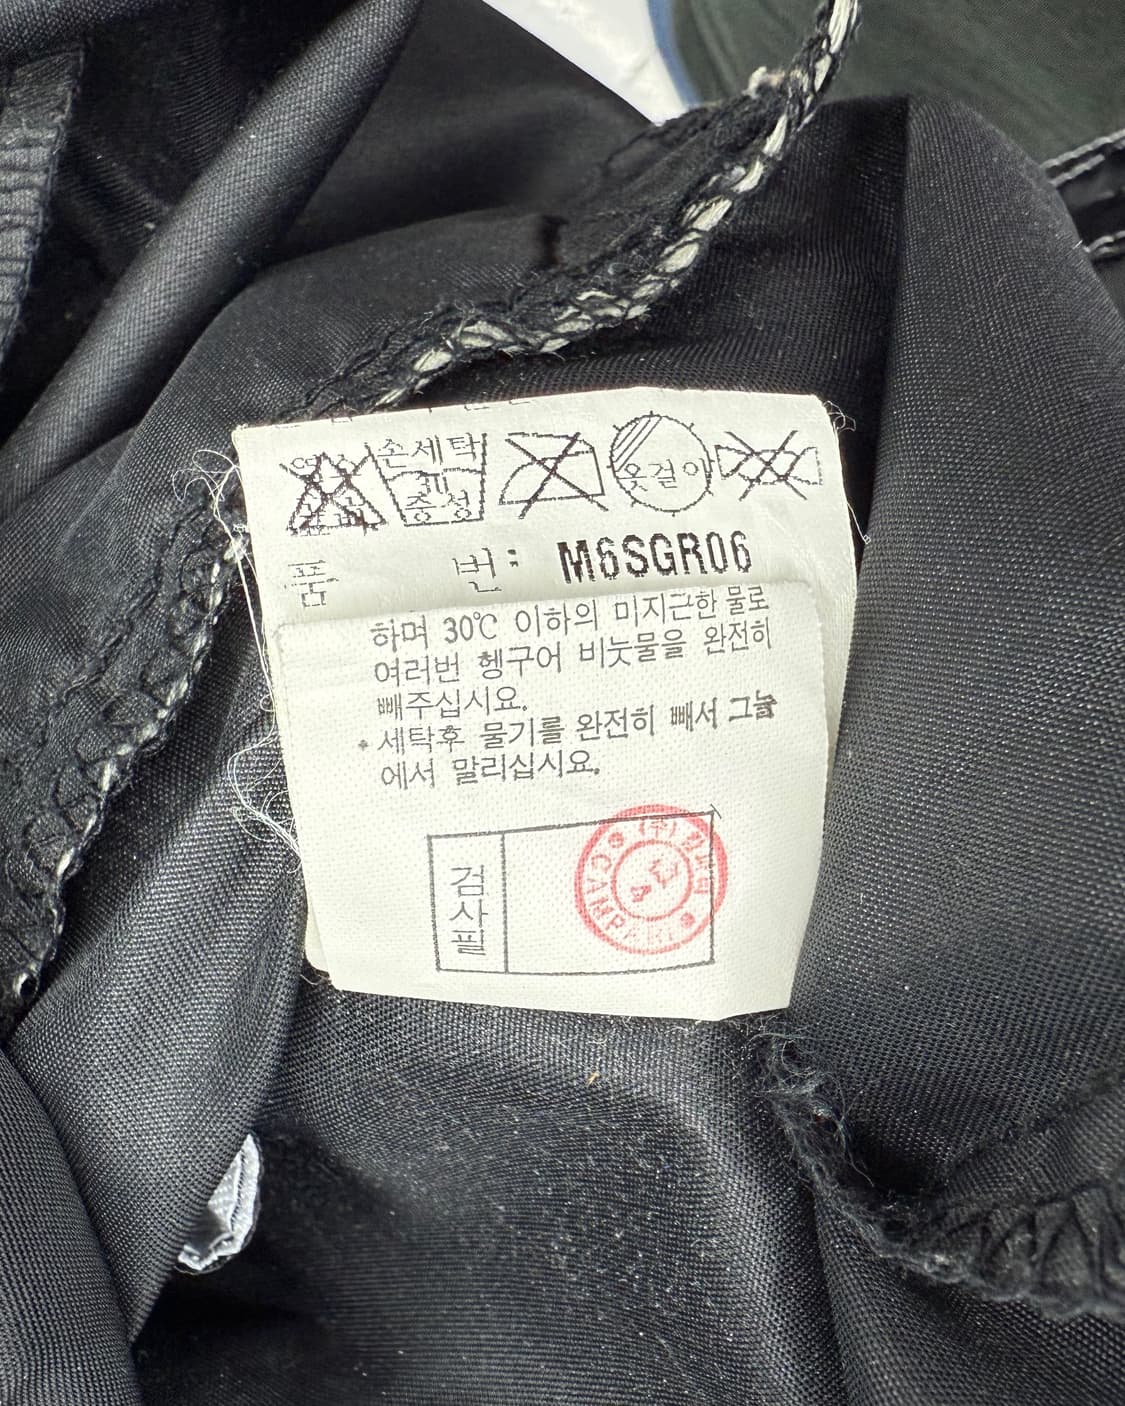 손세탁
30
중성
옷걸이
품 번: M6SGR06
하며 30℃ 이하의 미지근한 물로
여러번 헹구어 비눗물을 완전히
빼주십시요.
* 세탁후 물기를 완전히 빼서 그늘
에서 말리십시요.
검사필
(주)
CAMPERI